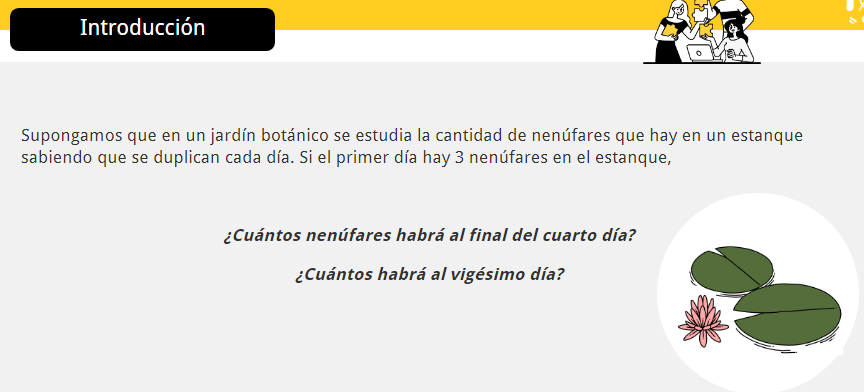 Introducción
Supongamos que en un jardín botánico se estudia la cantidad de nenúfares que hay en un estanque
sabiendo que se duplican cada día. Si el primer día hay 3 nenúfares en el estanque,
¿Cuántos nenúfares habrá al final del cuarto día?
¿Cuántos habrá al vigésimo día?